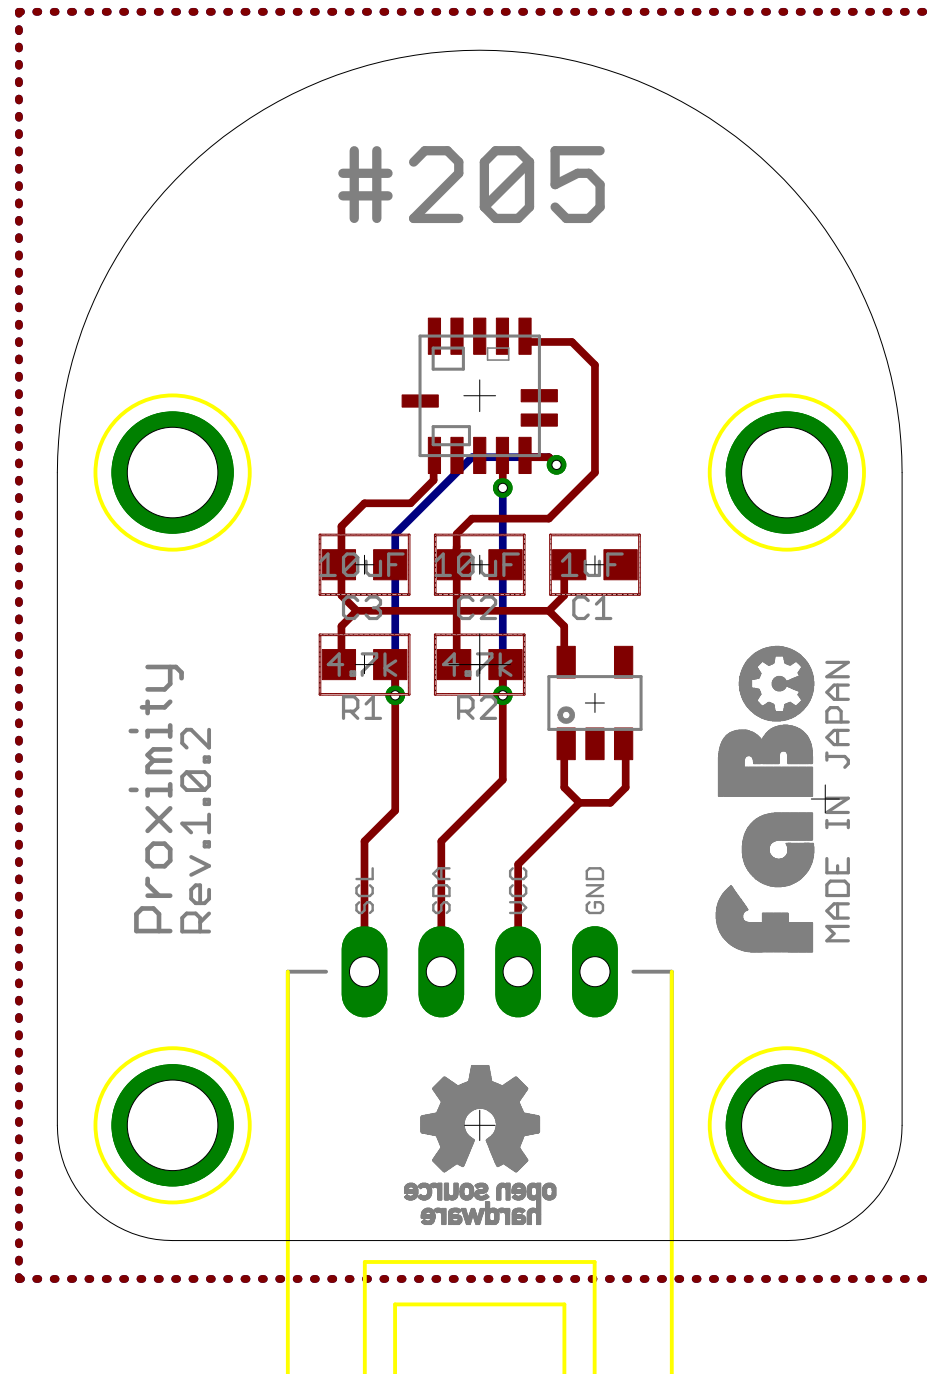 #205
10uF
10uF
1uF
C3
C2
C1
4.7k
4.7k
R1
R2
Proximity
Rev.1.0.2
FaBo
MADE IN JAPAN
SCL
SDA
VCC
GND
open source
hardware